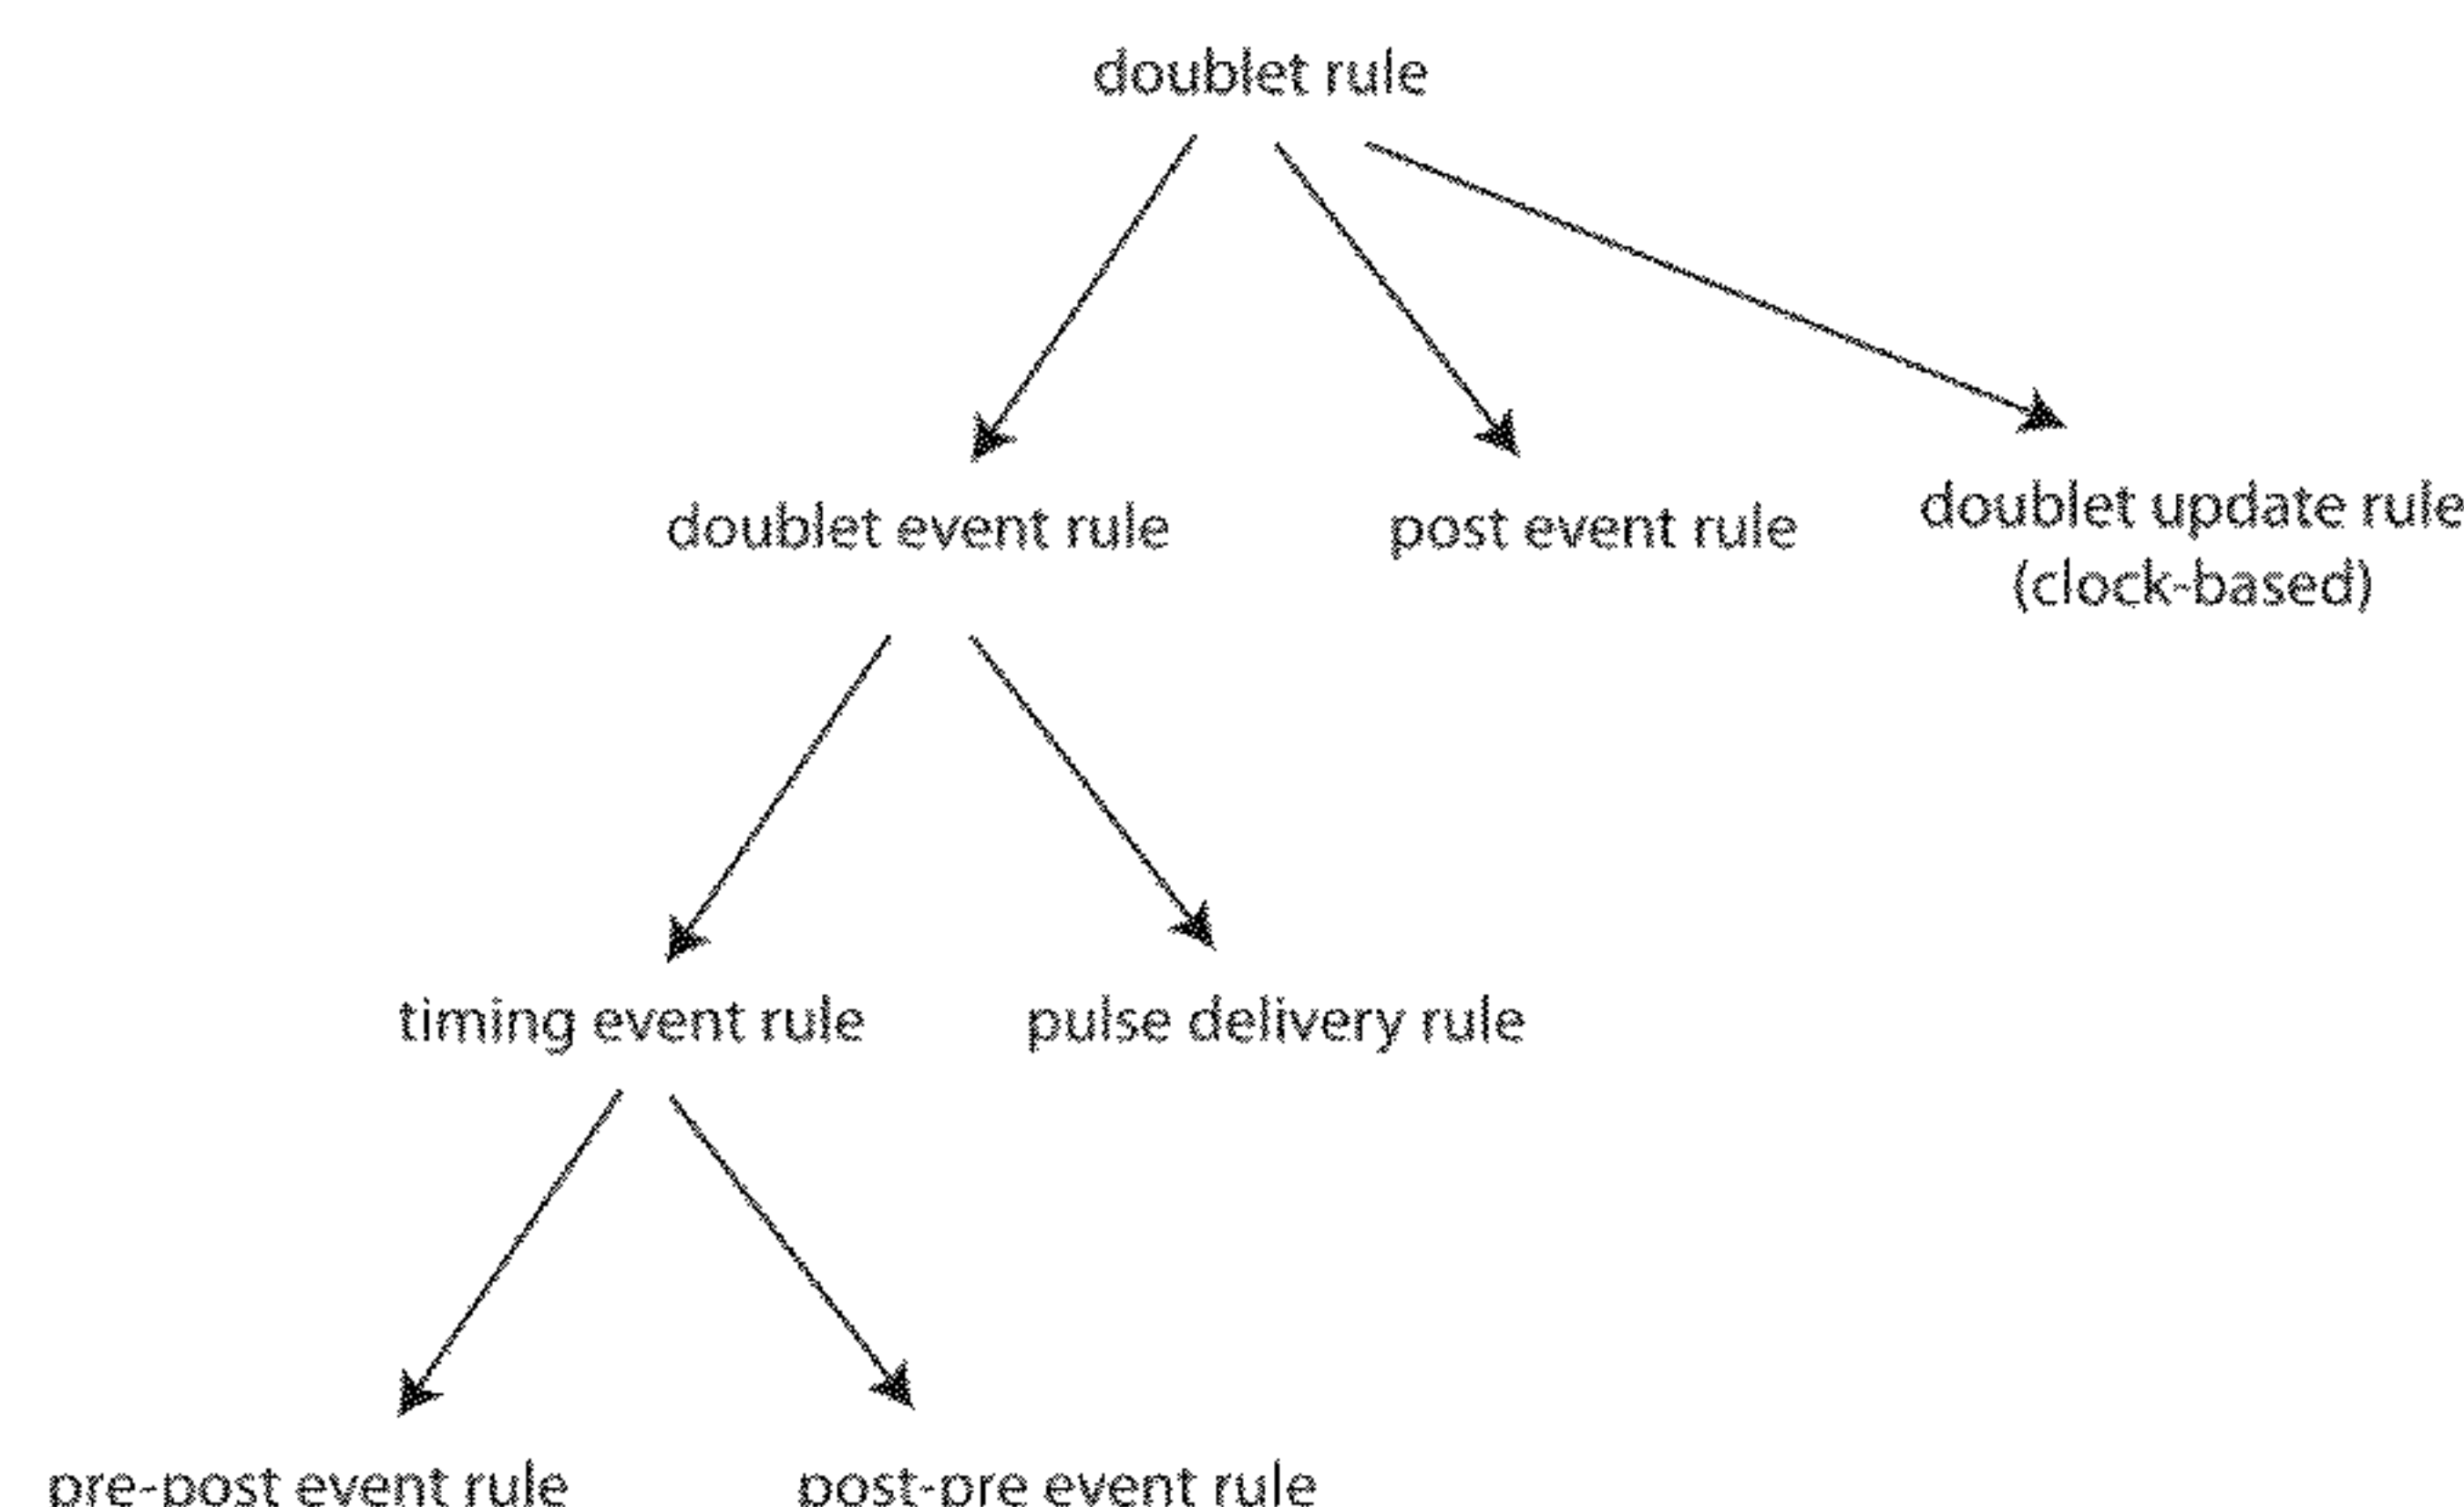 doublet rule
doublet event rule
post event rule
doublet update rule
(clock-based)
timing event rule
pulse delivery rule
pre-post event rule
post-pre event rule